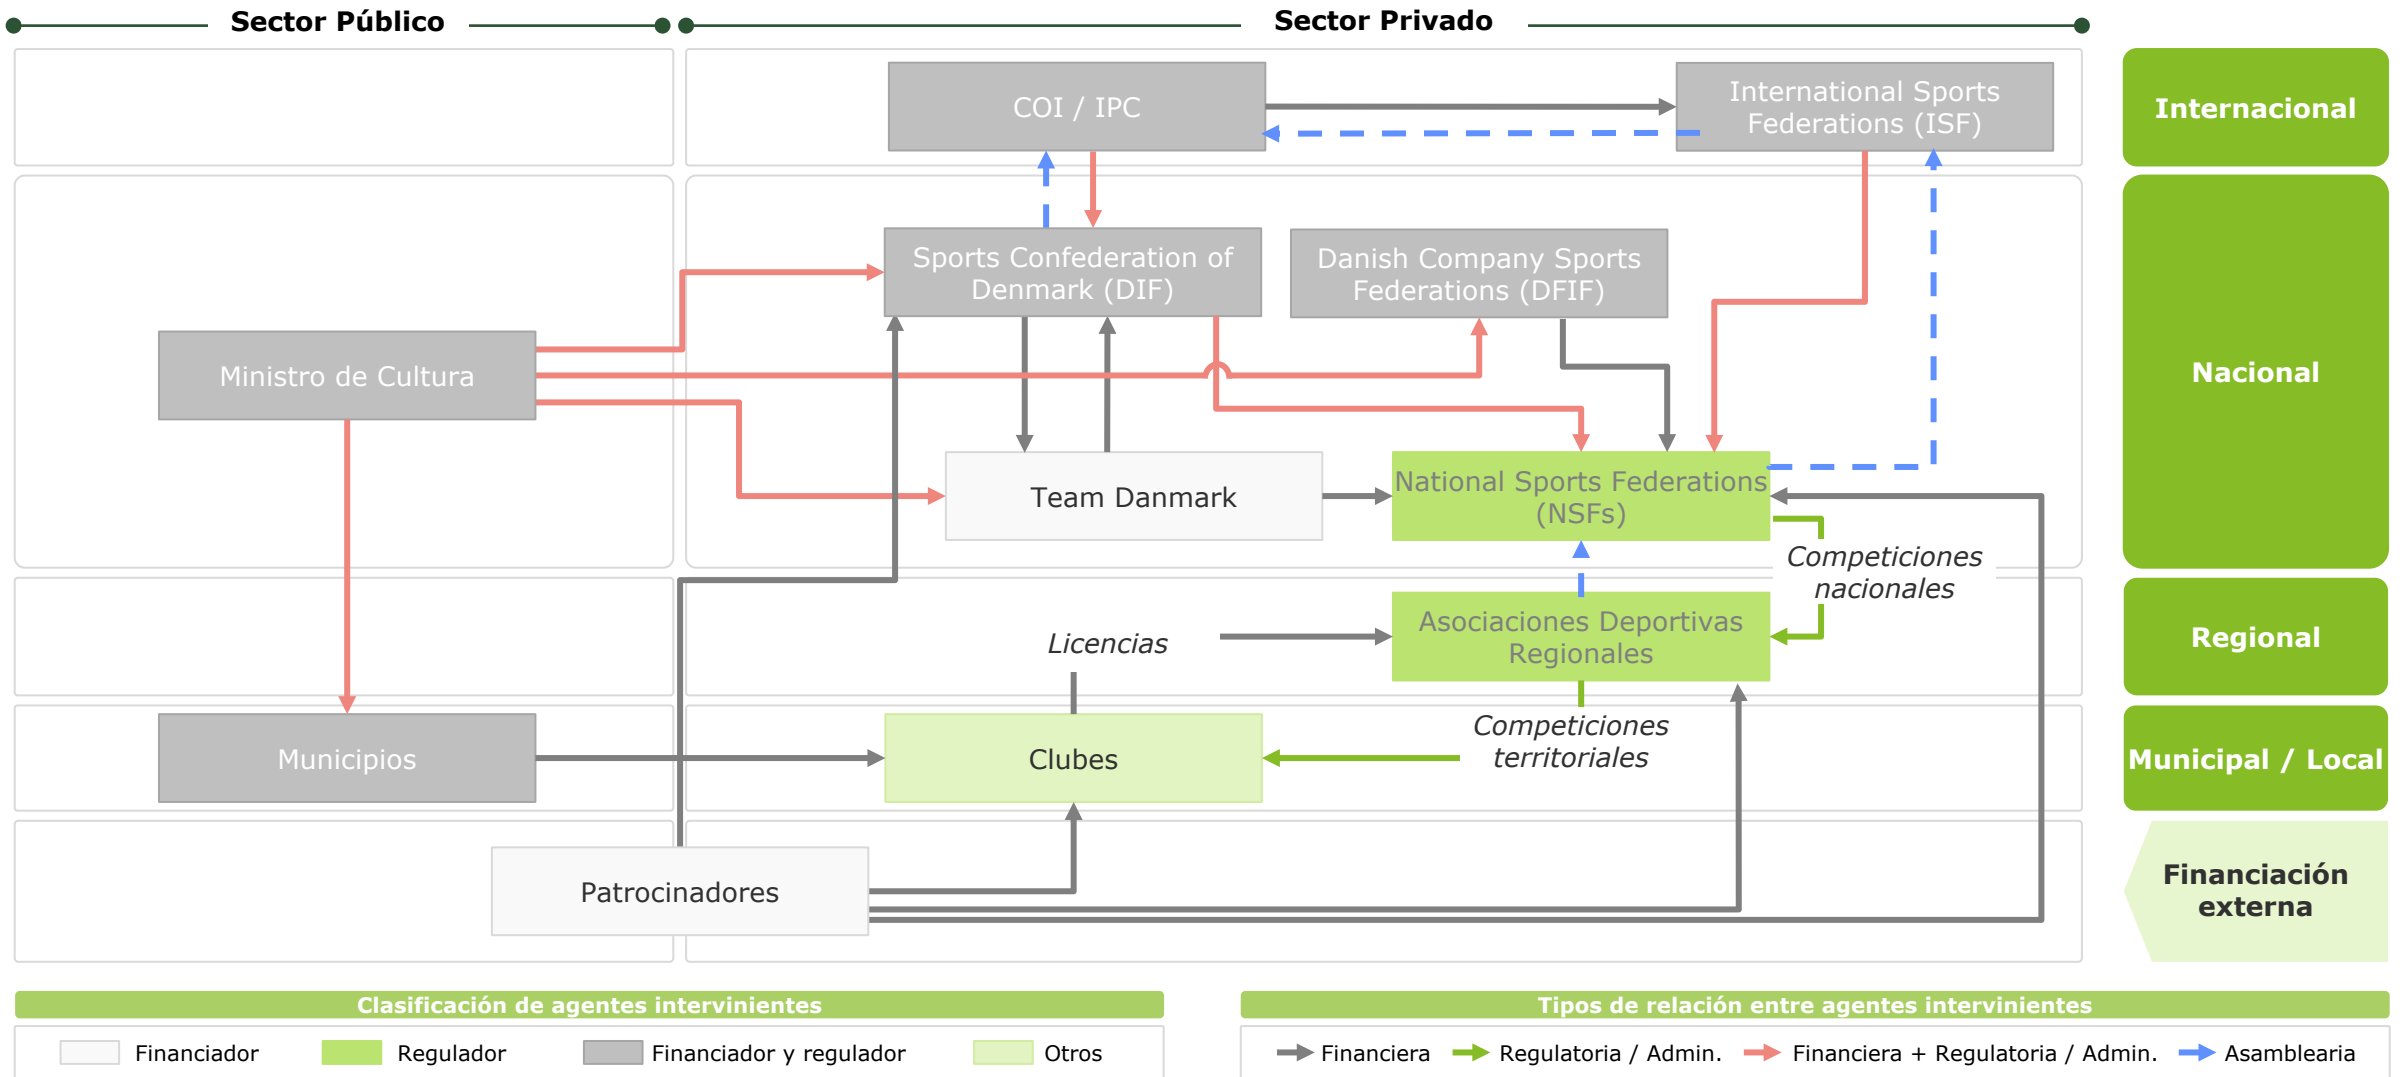 Sector Público
Sector Privado
COI / IPC
International Sports
Federations (ISF)
Internacional
Sports Confederation of
Denmark (DIF)
Danish Company Sports
Federations (DFIF)
Ministro de Cultura
Nacional
Team Danmark
National Sports Federations
(NSFs)
Competiciones
nacionales
Licencias
Asociaciones Deportivas
Regionales
Regional
Competiciones
territoriales
Municipios
Clubes
Municipal / Local
Patrocinadores
Financiación
externa
Clasificación de agentes intervinientes
Tipos de relación entre agentes intervinientes
Financiador
Regulador
Financiador y regulador
Otros
Financiera
Regulatoria / Admin.
Financiera + Regulatoria / Admin.
Asamblearia